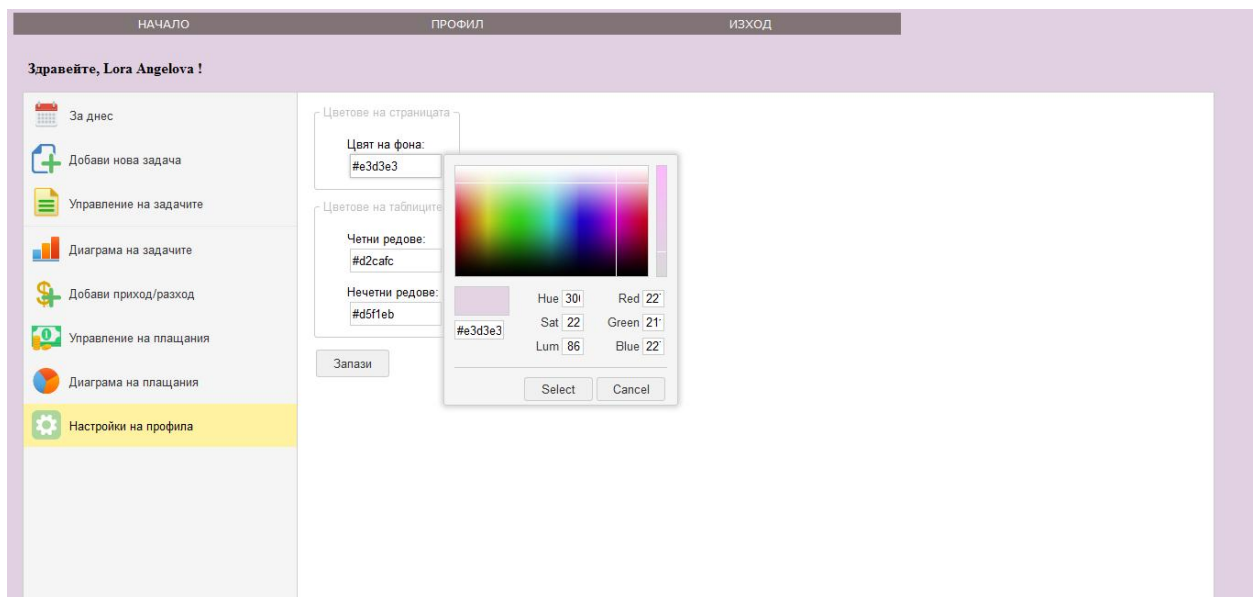 НАЧАЛО ПРОФИЛ ИЗХОД
Здравейте, Lora Angelova !
За днес
Добави нова задача
Управление на задачите
Диаграма на задачите
Добави приход/разход
Управление на плащания
Диаграма на плащания
Настройки на профила
Цветове на страницата
Цвят на фона:
#e3d3e3
Цветове на таблиците
Четни редове:
#d2cafc
Нечетни редове:
#d5f1eb
Запази
#e3d3e3
Hue
Sat 22
Lum 86
Red
Green
Blue
Select Cancel